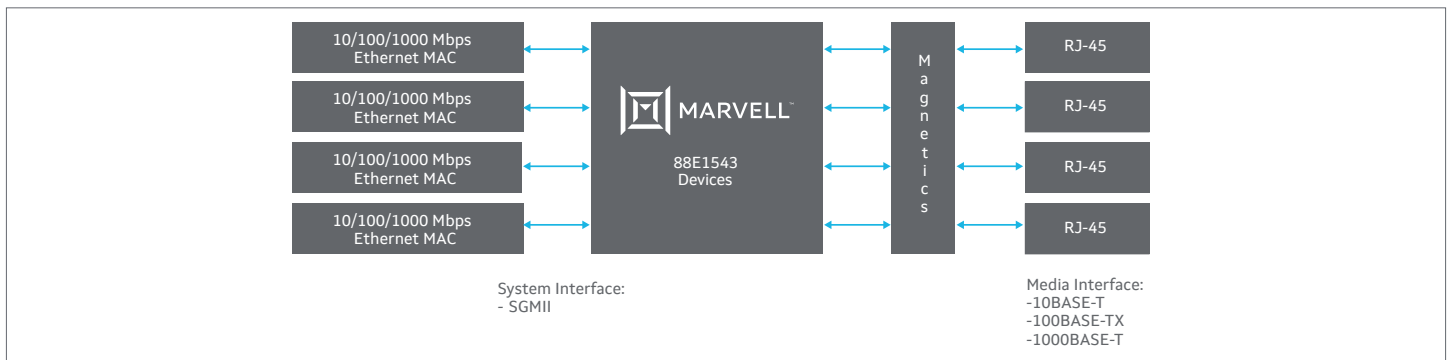 10/100/1000 Mbps
Ethernet MAC
10/100/1000 Mbps
Ethernet MAC
10/100/1000 Mbps
Ethernet MAC
10/100/1000 Mbps
Ethernet MAC
MARVELL™
88E1543
Devices
Magnetics
RJ-45
RJ-45
RJ-45
RJ-45
System Interface:
- SGMII
Media Interface:
-10BASE-T
-100BASE-TX
-1000BASE-T